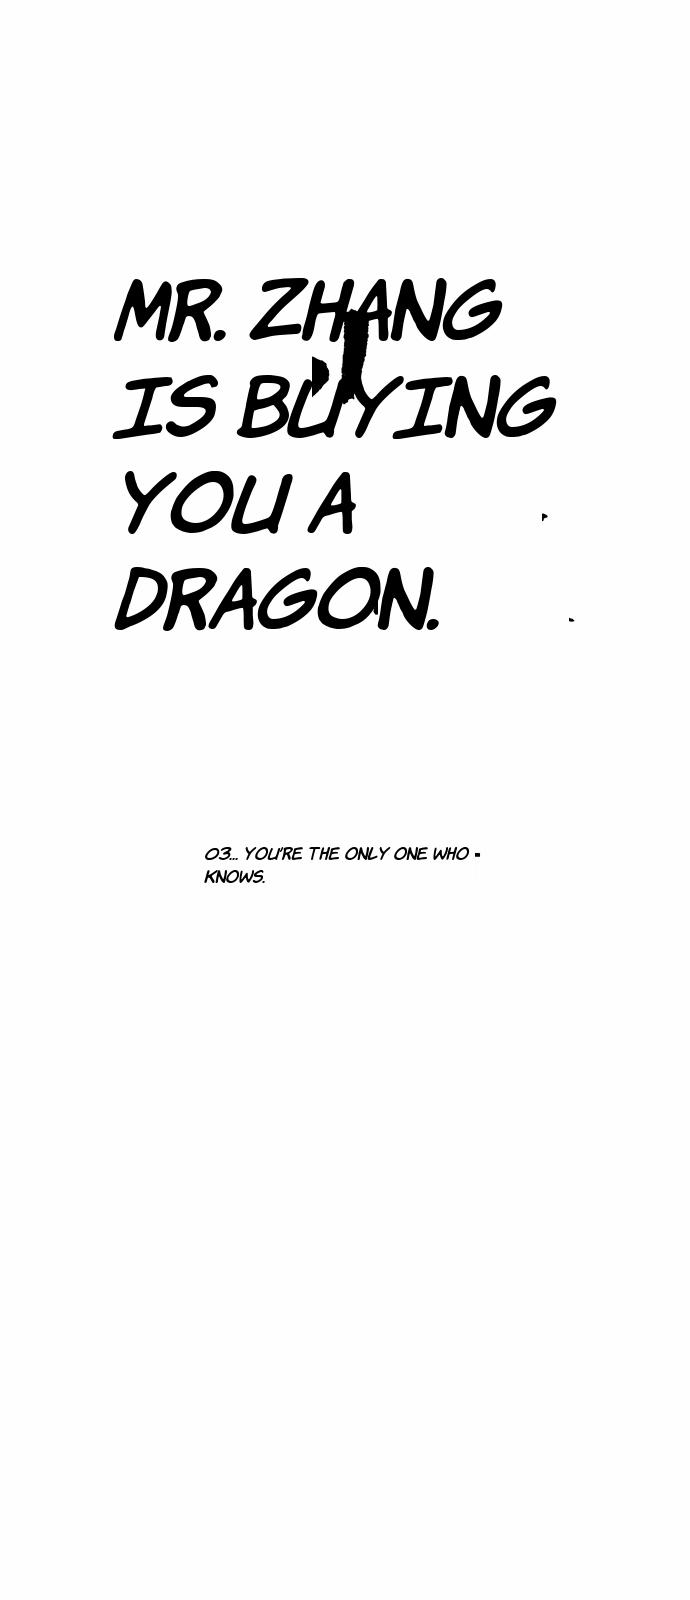 MR. ZHANG
IS BUYING
YOU A
DRAGON.
03... YOU'RE THE ONLY ONE WHO
KNOWS.